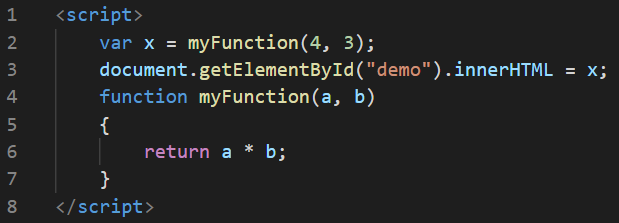 1 <script>
2 var x = myFunction(4, 3);
3 document.getElementById("demo").innerHTML = x;
4 function myFunction(a, b)
5 {
6 return a * b;
7 }
8 </script>